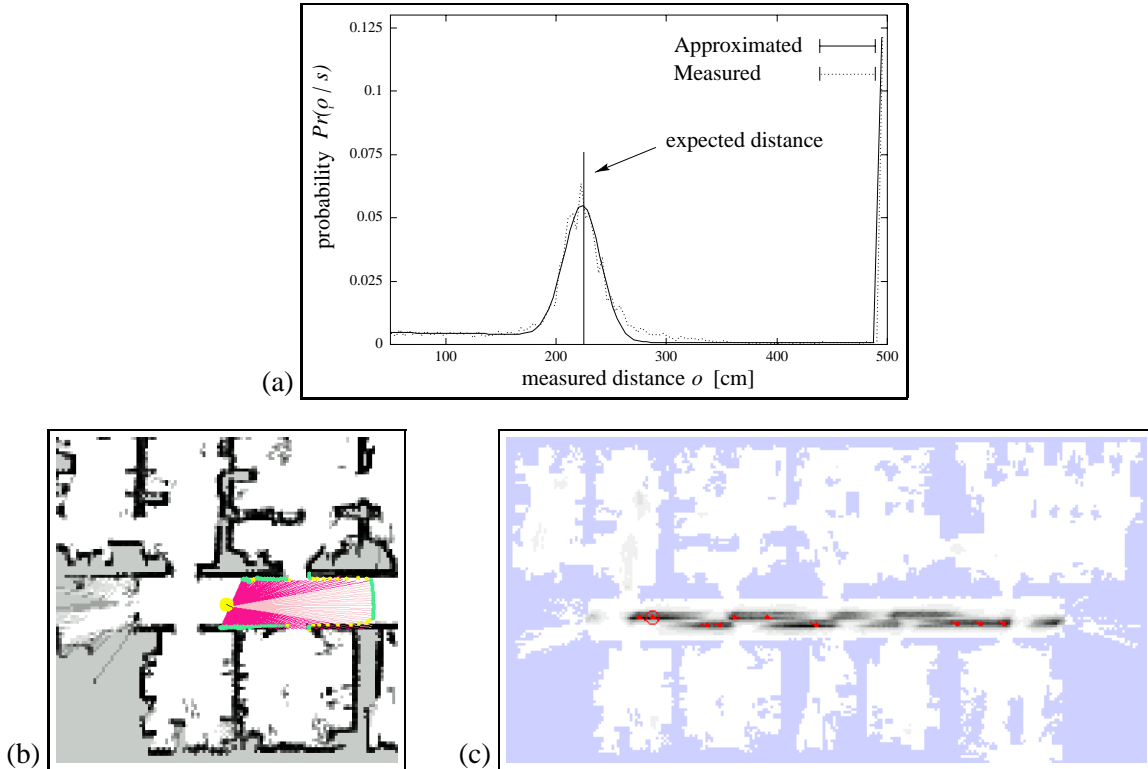 0.125
0.1
0.075
0.05
0.025
0
probability Pr(o / s)
Approximated
Measured
expected distance
100
200
300
400
500
measured distance o [cm]
(a)
(b)
(c)